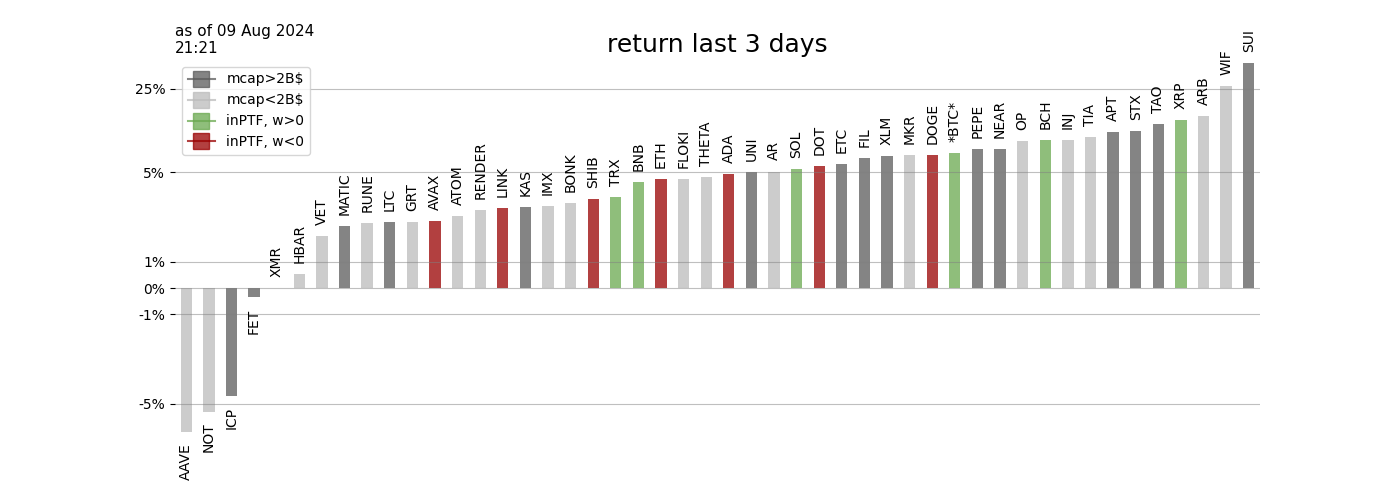 as of 09 Aug 2024
21:21
return last 3 days
mcap>2B$
mcap<2B$
inPTF, w>0
inPTF, w<0
25%
5%
1%
0%
-1%
-5%
AAVE
NOT
ICP
FET
XMR
HBAR
VET
MATIC
RUNE
LTC
GRT
AVAX
ATOM
RENDER
LINK
KAS
IMX
BONK
SHIB
TRX
BNB
ETH
FLOKI
THETA
ADA
UNI
AR
SOL
DOT
ETC
FIL
XLM
MKR
DOGE
*BTC*
PEPE
NEAR
OP
BCH
INJ
TIA
APT
STX
TAO
XRP
ARB
WIF
SUI